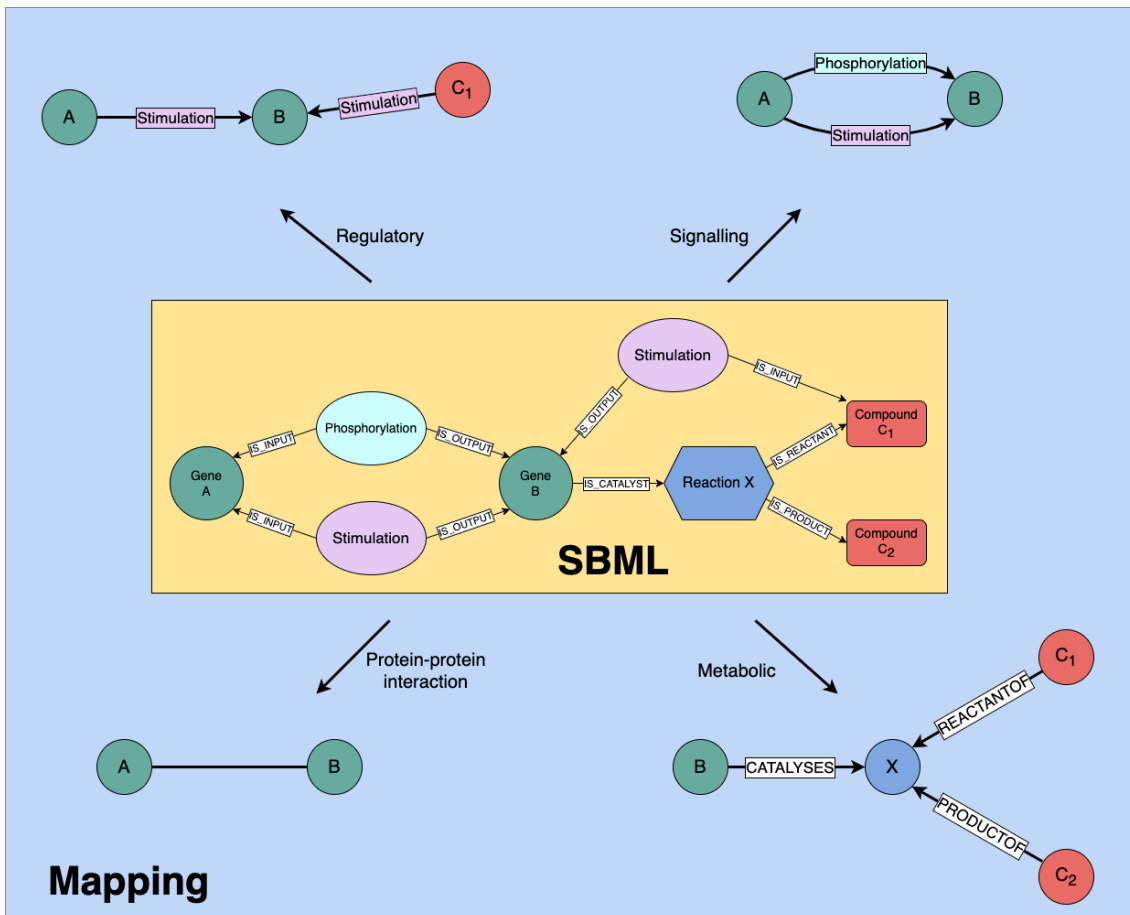 Phosphorylation
A
Stimulation
B
Stimulation
C1
A
B
Stimulation
Regulatory
Signalling
Stimulation
IS_INPUT
IS_OUTPUT
Compound
C1
IS_INPUT
Phosphorylation
IS_OUTPUT
IS_REACTANT
Gene
A
Gene
B
IS_CATALYST
Reaction X
IS_INPUT
Stimulation
IS_OUTPUT
IS_PRODUCT
Compound
C2
SBML
Protein-protein
interaction
Metabolic
C1
REACTANTOF
A
B
B
CATALYSES
X
PRODUCTOF
C2
Mapping